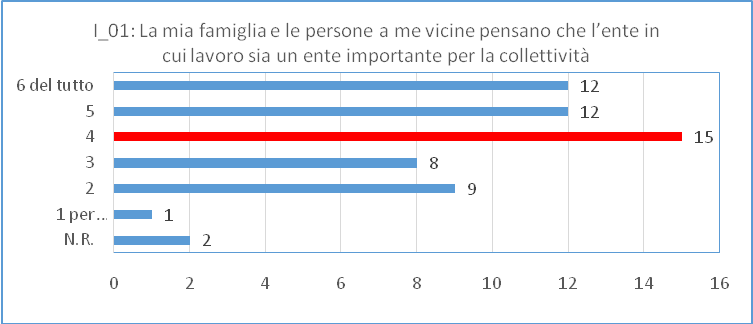 I_01: La mia famiglia e le persone a me vicine pensano che l'ente in
cui lavoro sia un ente importante per la collettività
6 del tutto 12
5 12
4 15
3 8
2 9
1 per... 1
N.R. 2
0 2 4 6 8 10 12 14 16